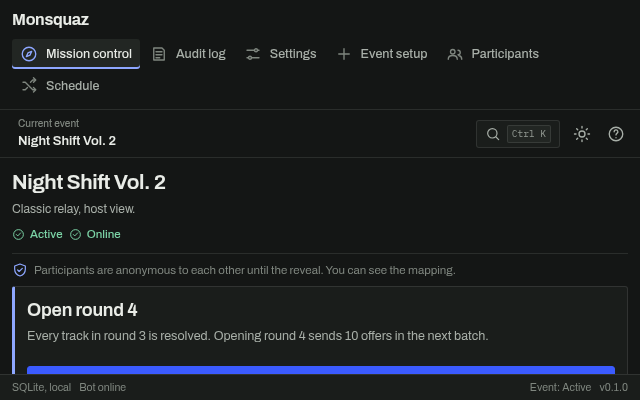 Monsquaz
Mission control
Audit log
Settings
Event setup
Participants
Schedule
Current event
Night Shift Vol. 2
Ctrl K
Night Shift Vol. 2
Classic relay, host view.
Active Online
Participants are anonymous to each other until the reveal. You can see the mapping.
Open round 4
Every track in round 3 is resolved. Opening round 4 sends 10 offers in the next batch.
SQLite, local Bot online
Event: Active v0.1.0